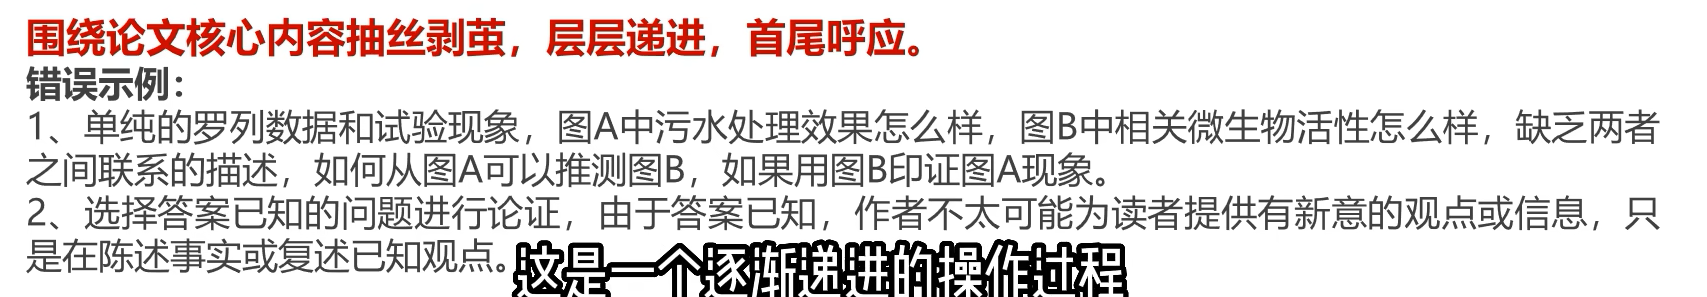 围绕论文核心内容抽丝剥茧，层层递进，首尾呼应。
错误示例：
1、单纯的罗列数据和试验现象，图A中污水处理效果怎么样，图B中相关微生物活性怎么样，缺乏两者
之间联系的描述，如何从图A可以推测图B，如果用图B印证图A现象。
2、选择答案已知的问题进行论证，由于答案已知，作者不太可能为读者提供有新意的观点或信息，只
是在陈述事实或复述已知观点。
这是一个逐渐递进的操作过程